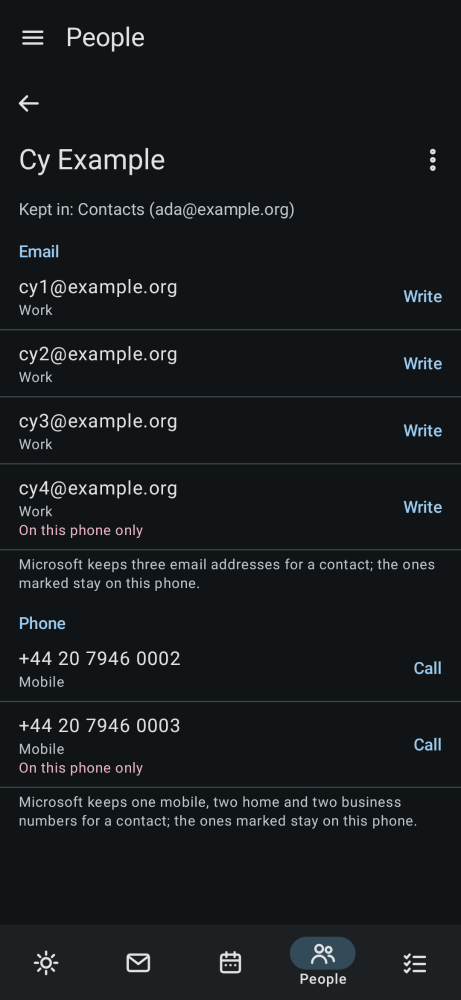 People
Cy Example
Kept in: Contacts (ada@example.org)
Email
cy1@example.org
Work
Write
cy2@example.org
Work
Write
cy3@example.org
Work
Write
cy4@example.org
Work
On this phone only
Write
Microsoft keeps three email addresses for a contact; the ones
marked stay on this phone.
Phone
+44 20 7946 0002
Mobile
Call
+44 20 7946 0003
Mobile
On this phone only
Call
Microsoft keeps one mobile, two home and two business
numbers for a contact; the ones marked stay on this phone.
People